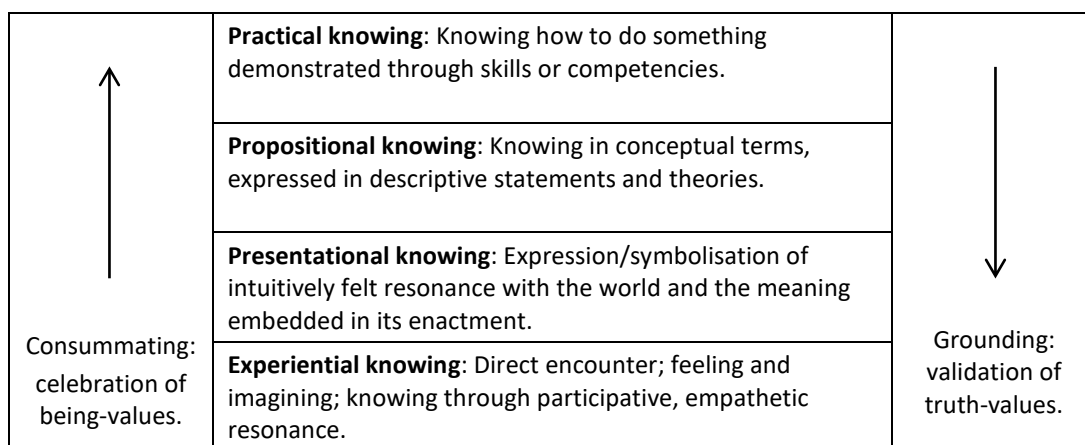 Practical knowing: Knowing how to do something
demonstrated through skills or competencies.
Propositional knowing: Knowing in conceptual terms,
expressed in descriptive statements and theories.
Presentational knowing: Expression/symbolisation of
intuitively felt resonance with the world and the meaning
embedded in its enactment.
Experiential knowing: Direct encounter; feeling and
imagining; knowing through participative, empathetic
resonance.
Consummating:
celebration of
being-values.
Grounding:
validation of
truth-values.